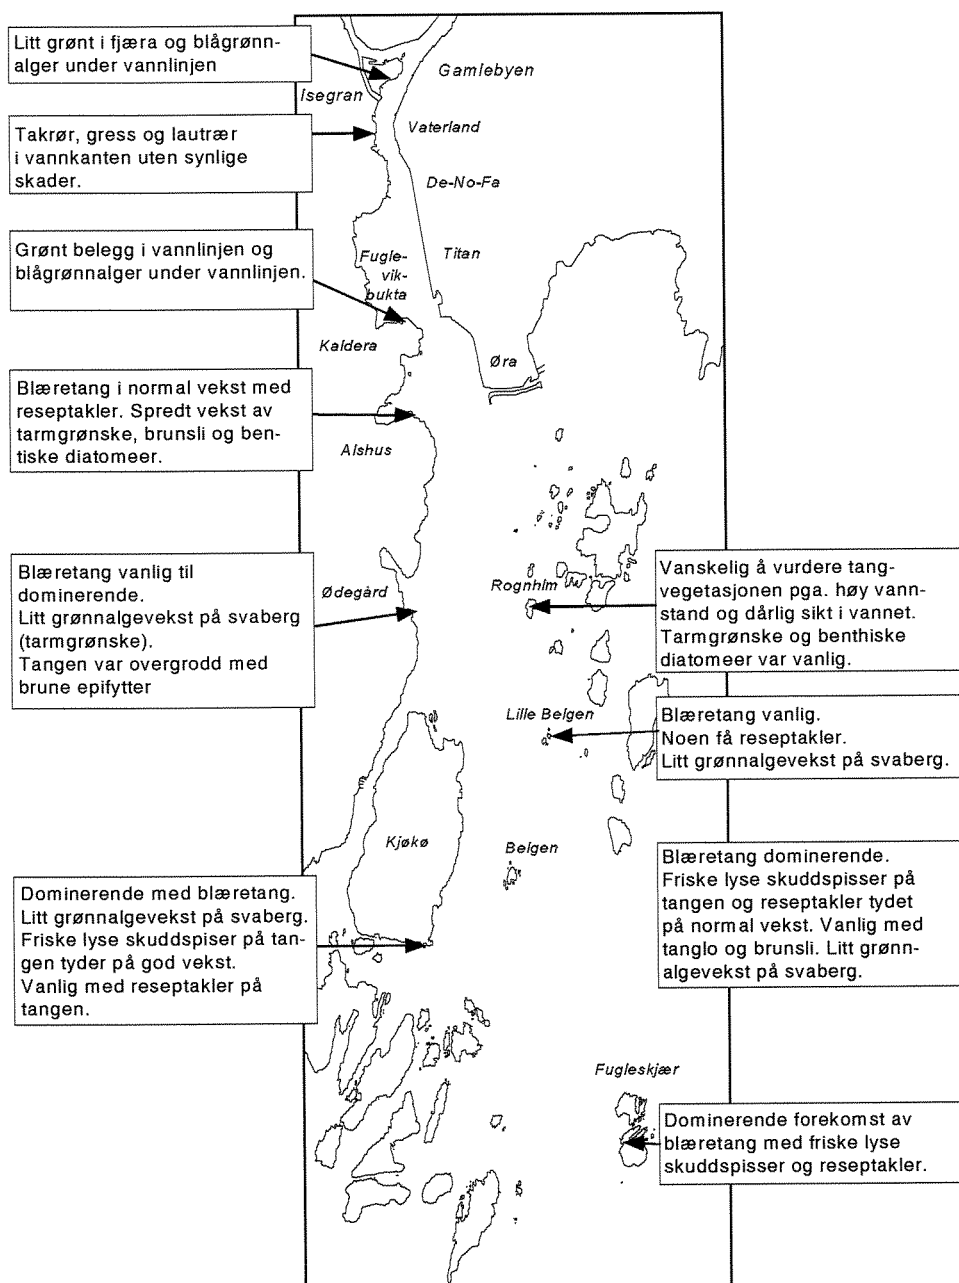 Litt grønt i fjæra og blågrønn-
alger under vannlinjen
Gamlebyen
Isegran
Takrør, gress og lautrær
i vannkanten uten synlige
skader.
Vaterland
De-No-Fa
Grønt belegg i vannlinjen og
blågrønnalger under vannlinjen.
Fugle-
vik-
bukta
Titan
Kaldera
Øra
Blæretang i normal vekst med
reseptakler. Spredt vekst av
tarmgrønske, brunsli og ben-
tiske diatomeer.
Alshus
Blæretang vanlig til
dominerende.
Litt grønnalgevekst på svaberg
(tarmgrønske).
Tangen var overgrodd med
brune epifytter
Ødegård
Rognhlm
Vanskelig å vurdere tang-
vegetasjonen pga. høy vann-
stand og dårlig sikt i vannet.
Tarmgrønske og benthiske
diatomeer var vanlig.
Lille Belgen
Blæretang vanlig.
Noen få reseptakler.
Litt grønnalgevekst på svaberg.
Kjøkø
Belgen
Blæretang dominerende.
Friske lyse skuddspisser på
tangen og reseptakler tydet
på normal vekst. Vanlig med
tanglo og brunsli. Litt grønn-
algevekst på svaberg.
Dominerende med blæretang.
Litt grønnalgevekst på svaberg.
Friske lyse skuddspiser på tan-
gen tyder på god vekst.
Vanlig med reseptakler på
tangen.
Fugleskjær
Dominerende forekomst av
blæretang med friske lyse
skuddspisser og reseptakler.